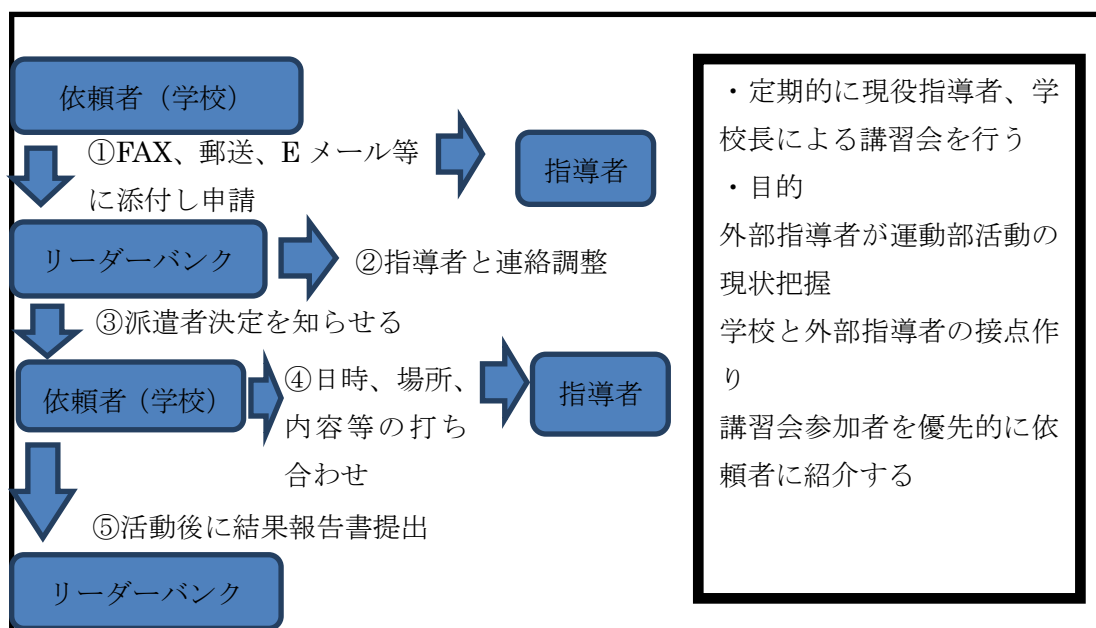 依頼者（学校）
①FAX、郵送、E メール等
に添付し申請
指導者
リーダーバンク
②指導者と連絡調整
③派遣者決定を知らせる
依頼者（学校）
④日時、場所、
内容等の打ち
合わせ
指導者
⑤活動後に結果報告書提出
リーダーバンク
・定期的に現役指導者、学
校長による講習会を行う
・目的
外部指導者が運動部活動の
現状把握
学校と外部指導者の接点作
り
講習会参加者を優先的に依
頼者に紹介する